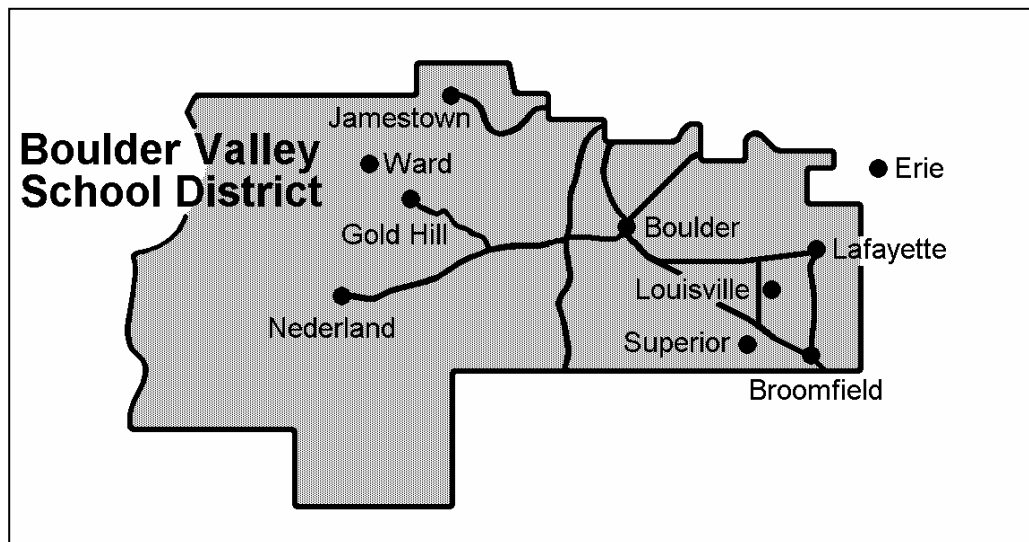 Boulder Valley
School District
Jamestown
Ward
Gold Hill
Nederland
Boulder
Erie
Lafayette
Louisville
Superior
Broomfield